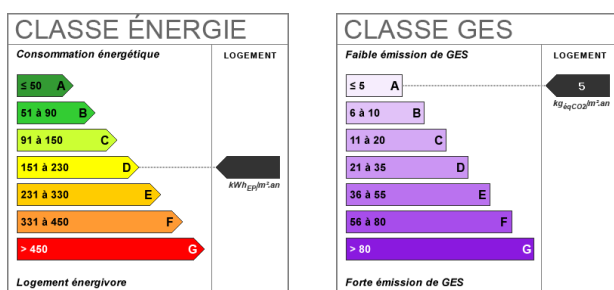 CLASSE ÉNERGIE
Consommation énergétique
LOGEMENT
≤ 50 A
51 à 90 B
91 à 150 C
151 à 230 D
231 à 330 E
331 à 450 F
> 450 G
kWhEP/m².an
Logement énergivore
CLASSE GES
Faible émission de GES
LOGEMENT
≤ 5 A
5
6 à 10 B
kgéqCO2/m².an
11 à 20 C
21 à 35 D
36 à 55 E
56 à 80 F
> 80 G
Forte émission de GES